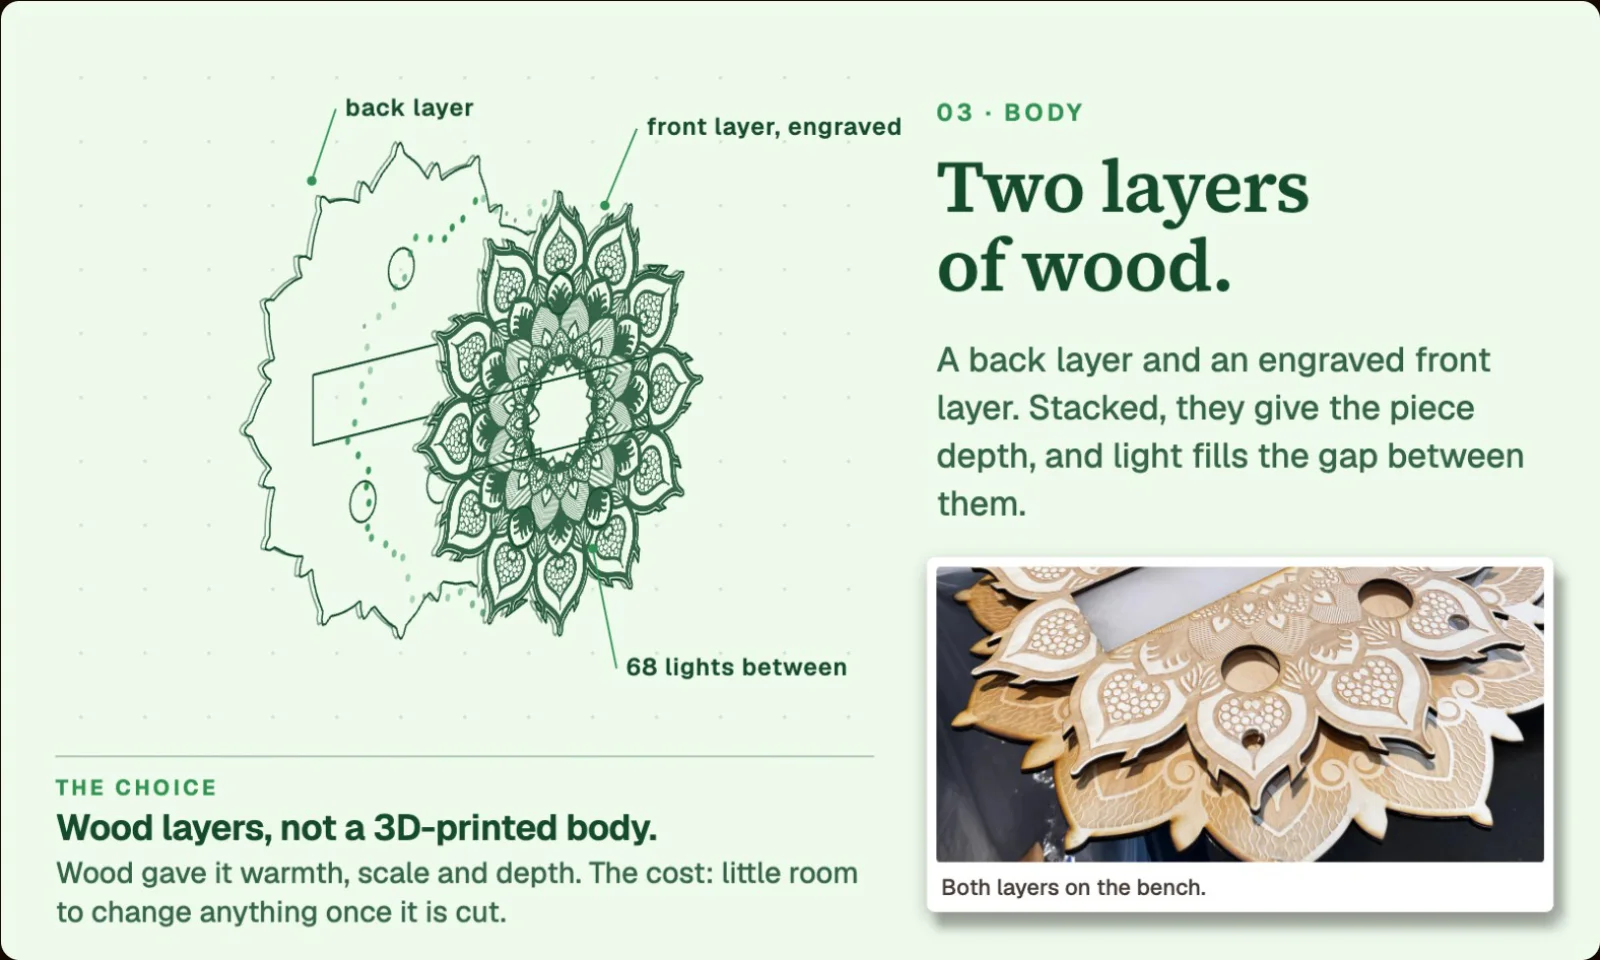 back layer
front layer, engraved
68 lights between
THE CHOICE
Wood layers, not a 3D-printed body.
Wood gave it warmth, scale and depth. The cost: little room
to change anything once it is cut.
03 · BODY
Two layers
of wood.
A back layer and an engraved front
layer. Stacked, they give the piece
depth, and light fills the gap between
them.
Both layers on the bench.